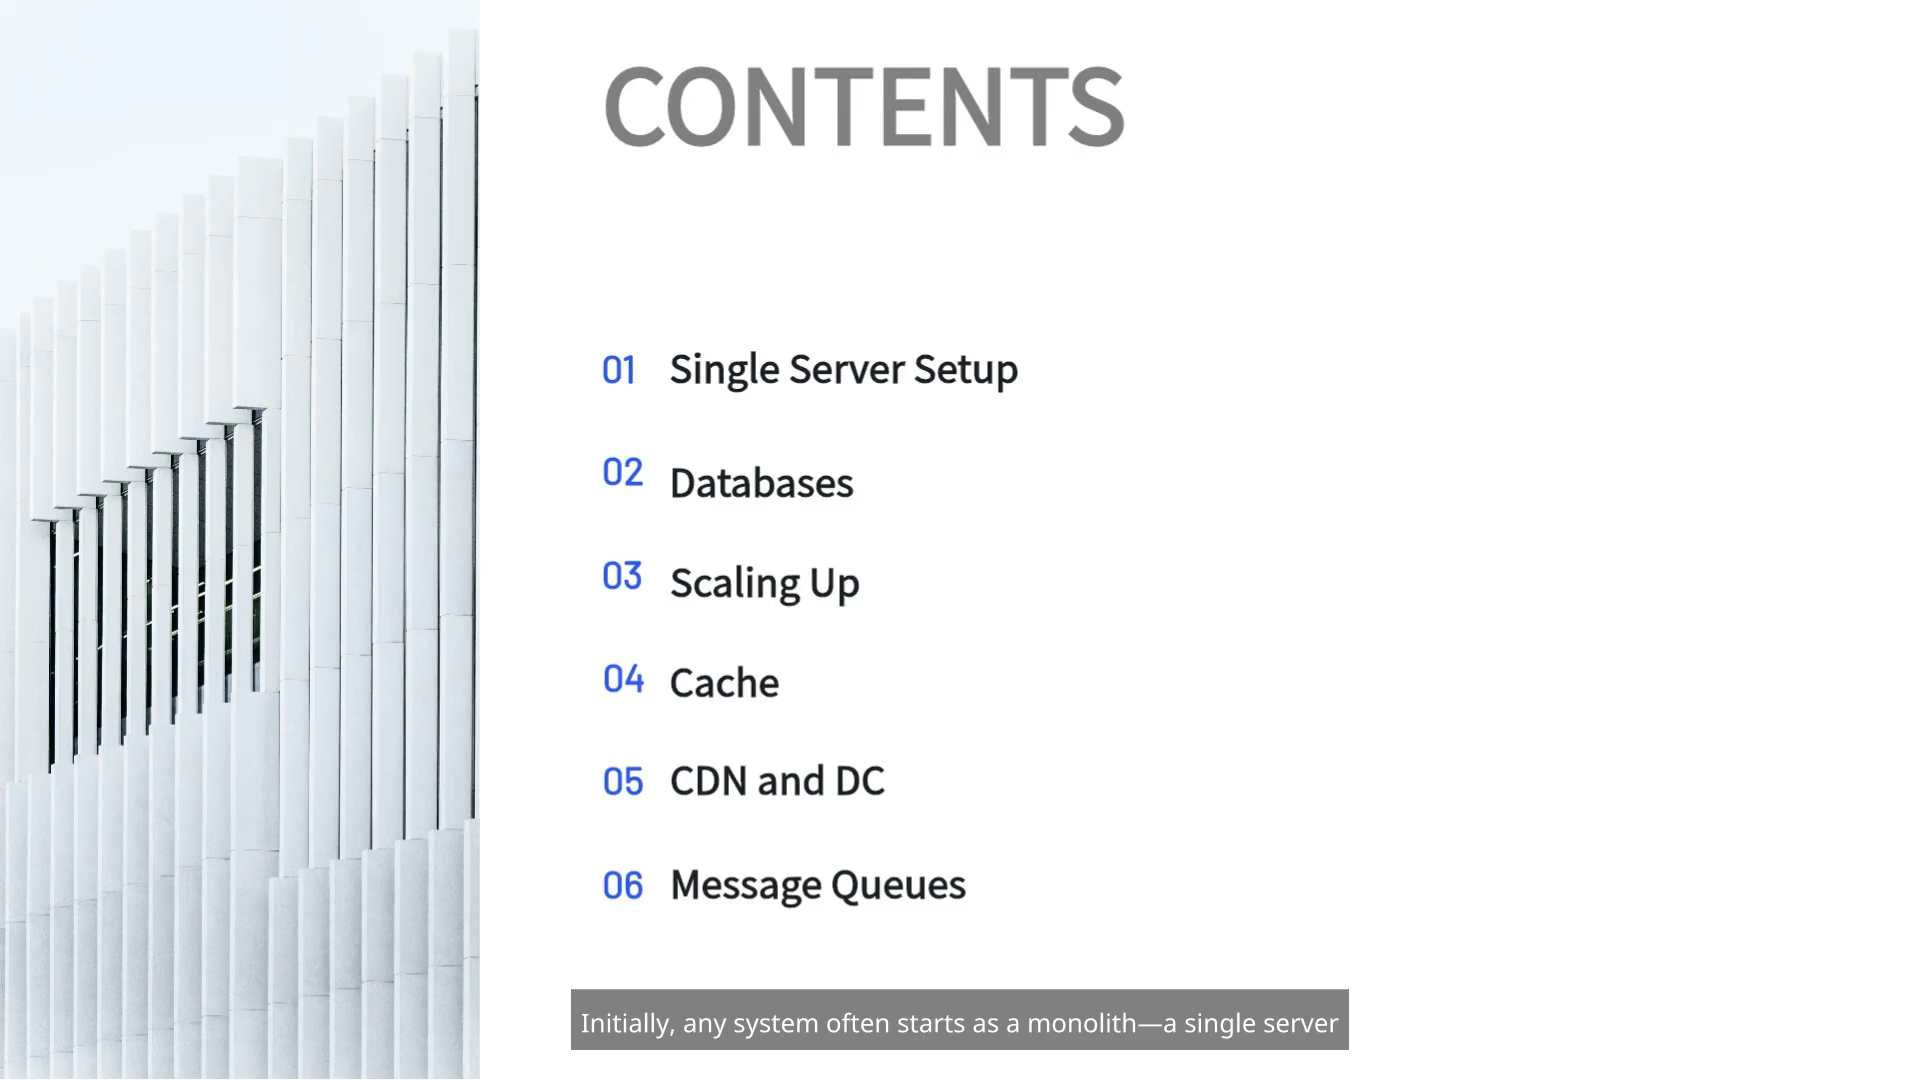 CONTENTS
01 Single Server Setup
02 Databases
03 Scaling Up
04 Cache
05 CDN and DC
06 Message Queues
Initially, any system often starts as a monolith—a single server